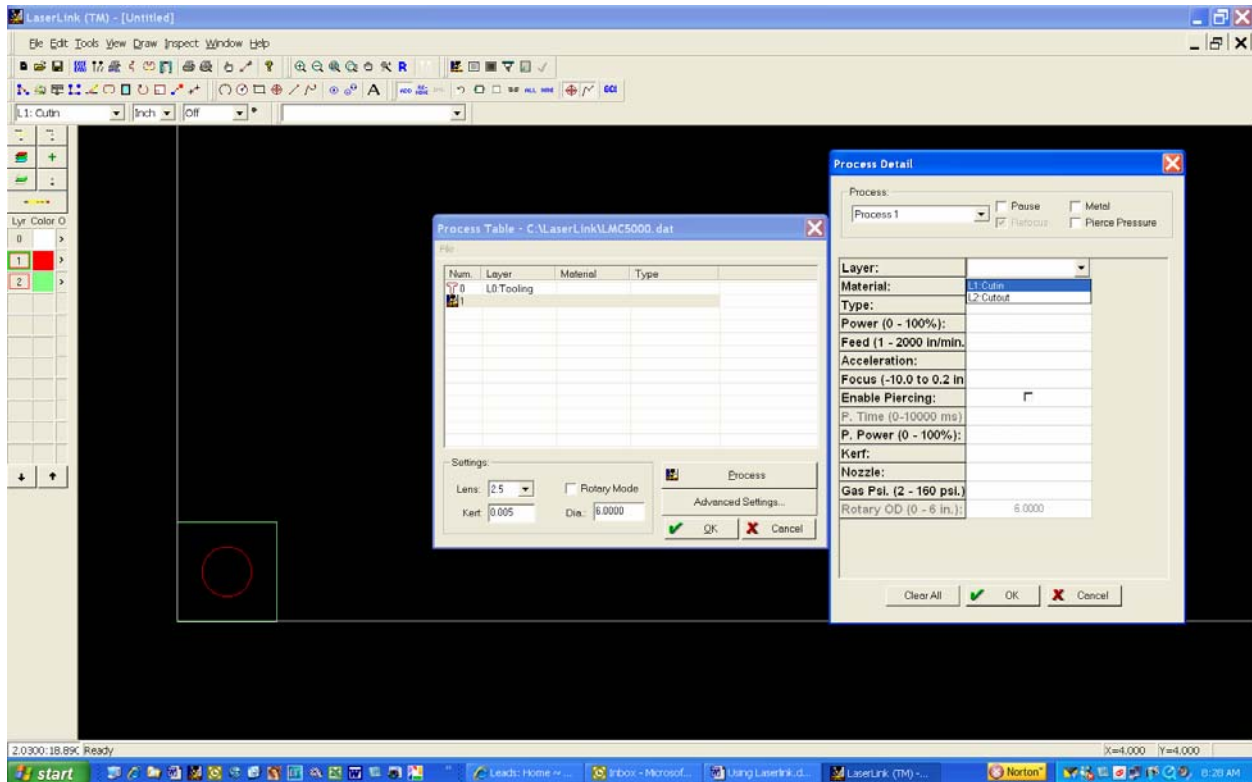 LaserLink (TM) - [Untitled]
File Edit Tools View Draw Inspect Window Help
L1: Cutin Inch Off
Lyr Color O
0
1
2
Process Table - C:\LaserLink\LMC5000.dat
File
Num. Layer Material Type
0 L0:Tooling
1
Settings:
Lens: 2.5 Rotary Mode
Kerf: 0.005 Dia.: 6.0000
Process
Advanced Settings...
OK Cancel
Process Detail
Process:
Process 1
Pause Metal
Refocus Pierce Pressure
Layer:
L1:Cutin
L2:Cutout
Material:
Type:
Power (0 - 100%):
Feed (1 - 2000 in/min.
Acceleration:
Focus (-10.0 to 0.2 in
Enable Piercing:
P. Time (0-10000 ms)
P. Power (0 - 100%):
Kerf:
Nozzle:
Gas Psi. (2 - 160 psi.)
Rotary OD (0 - 6 in.): 6.0000
Clear All OK Cancel
Ready X=4.000 Y=4.000
start Leads: Home ~ ... Inbox - Microsof... Using Laserlink.d... LaserLink (TM) -... Norton 8:28 AM